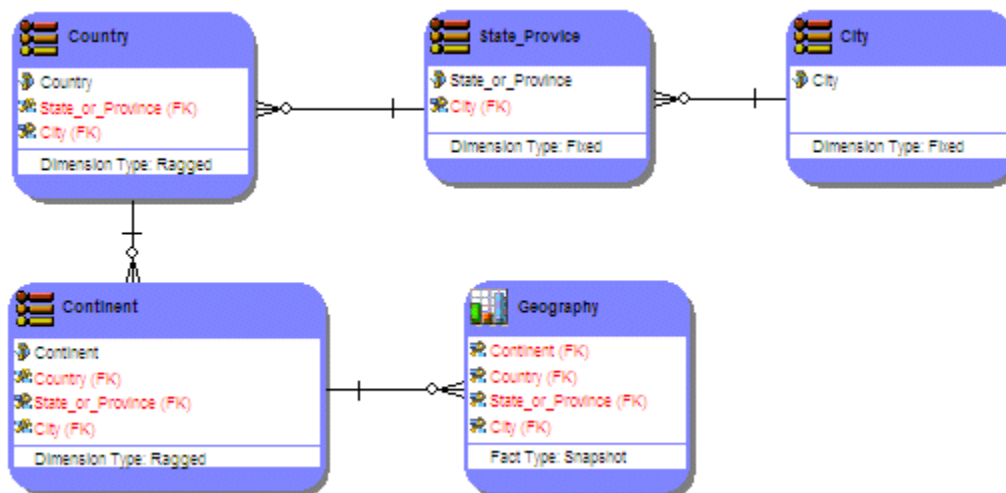 Country
Country
State_or_Province (FK)
City (FK)
Dimension Type: Ragged
State_Provice
State_or_Province
City (FK)
Dimension Type: Fixed
City
City
Dimension Type: Fixed
Continent
Continent
Country (FK)
State_or_Province (FK)
City (FK)
Dimension Type: Ragged
Geography
Continent (FK)
Country (FK)
State_or_Province (FK)
City (FK)
Fact Type: Snapshot